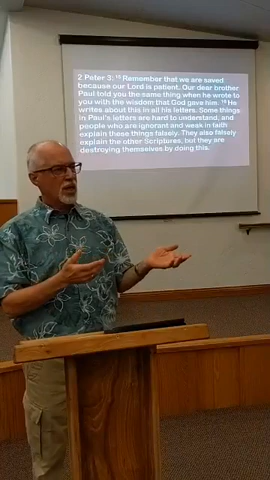 2 Peter 3: 15 Remember that we are saved
because our Lord is patient. Our dear brother
Paul told you the same thing when he wrote to
you with the wisdom that God gave him. 16 He
writes about this in all his letters. Some things
in Paul's letters are hard to understand, and
people who are ignorant and weak in faith
explain these things falsely. They also falsely
explain the other Scriptures, but they are
destroying themselves by doing this.